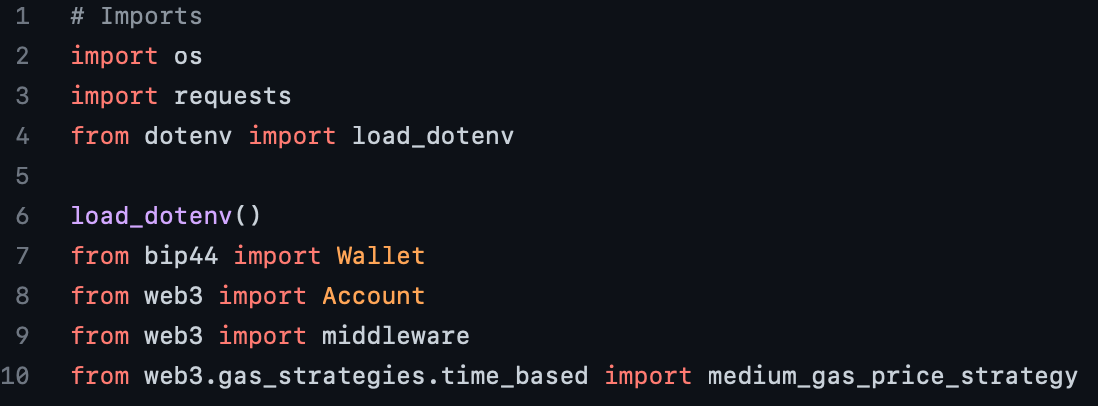 1 # Imports
2 import os
3 import requests
4 from dotenv import load_dotenv
5
6 load_dotenv()
7 from bip44 import Wallet
8 from web3 import Account
9 from web3 import middleware
10 from web3.gas_strategies.time_based import medium_gas_price_strategy